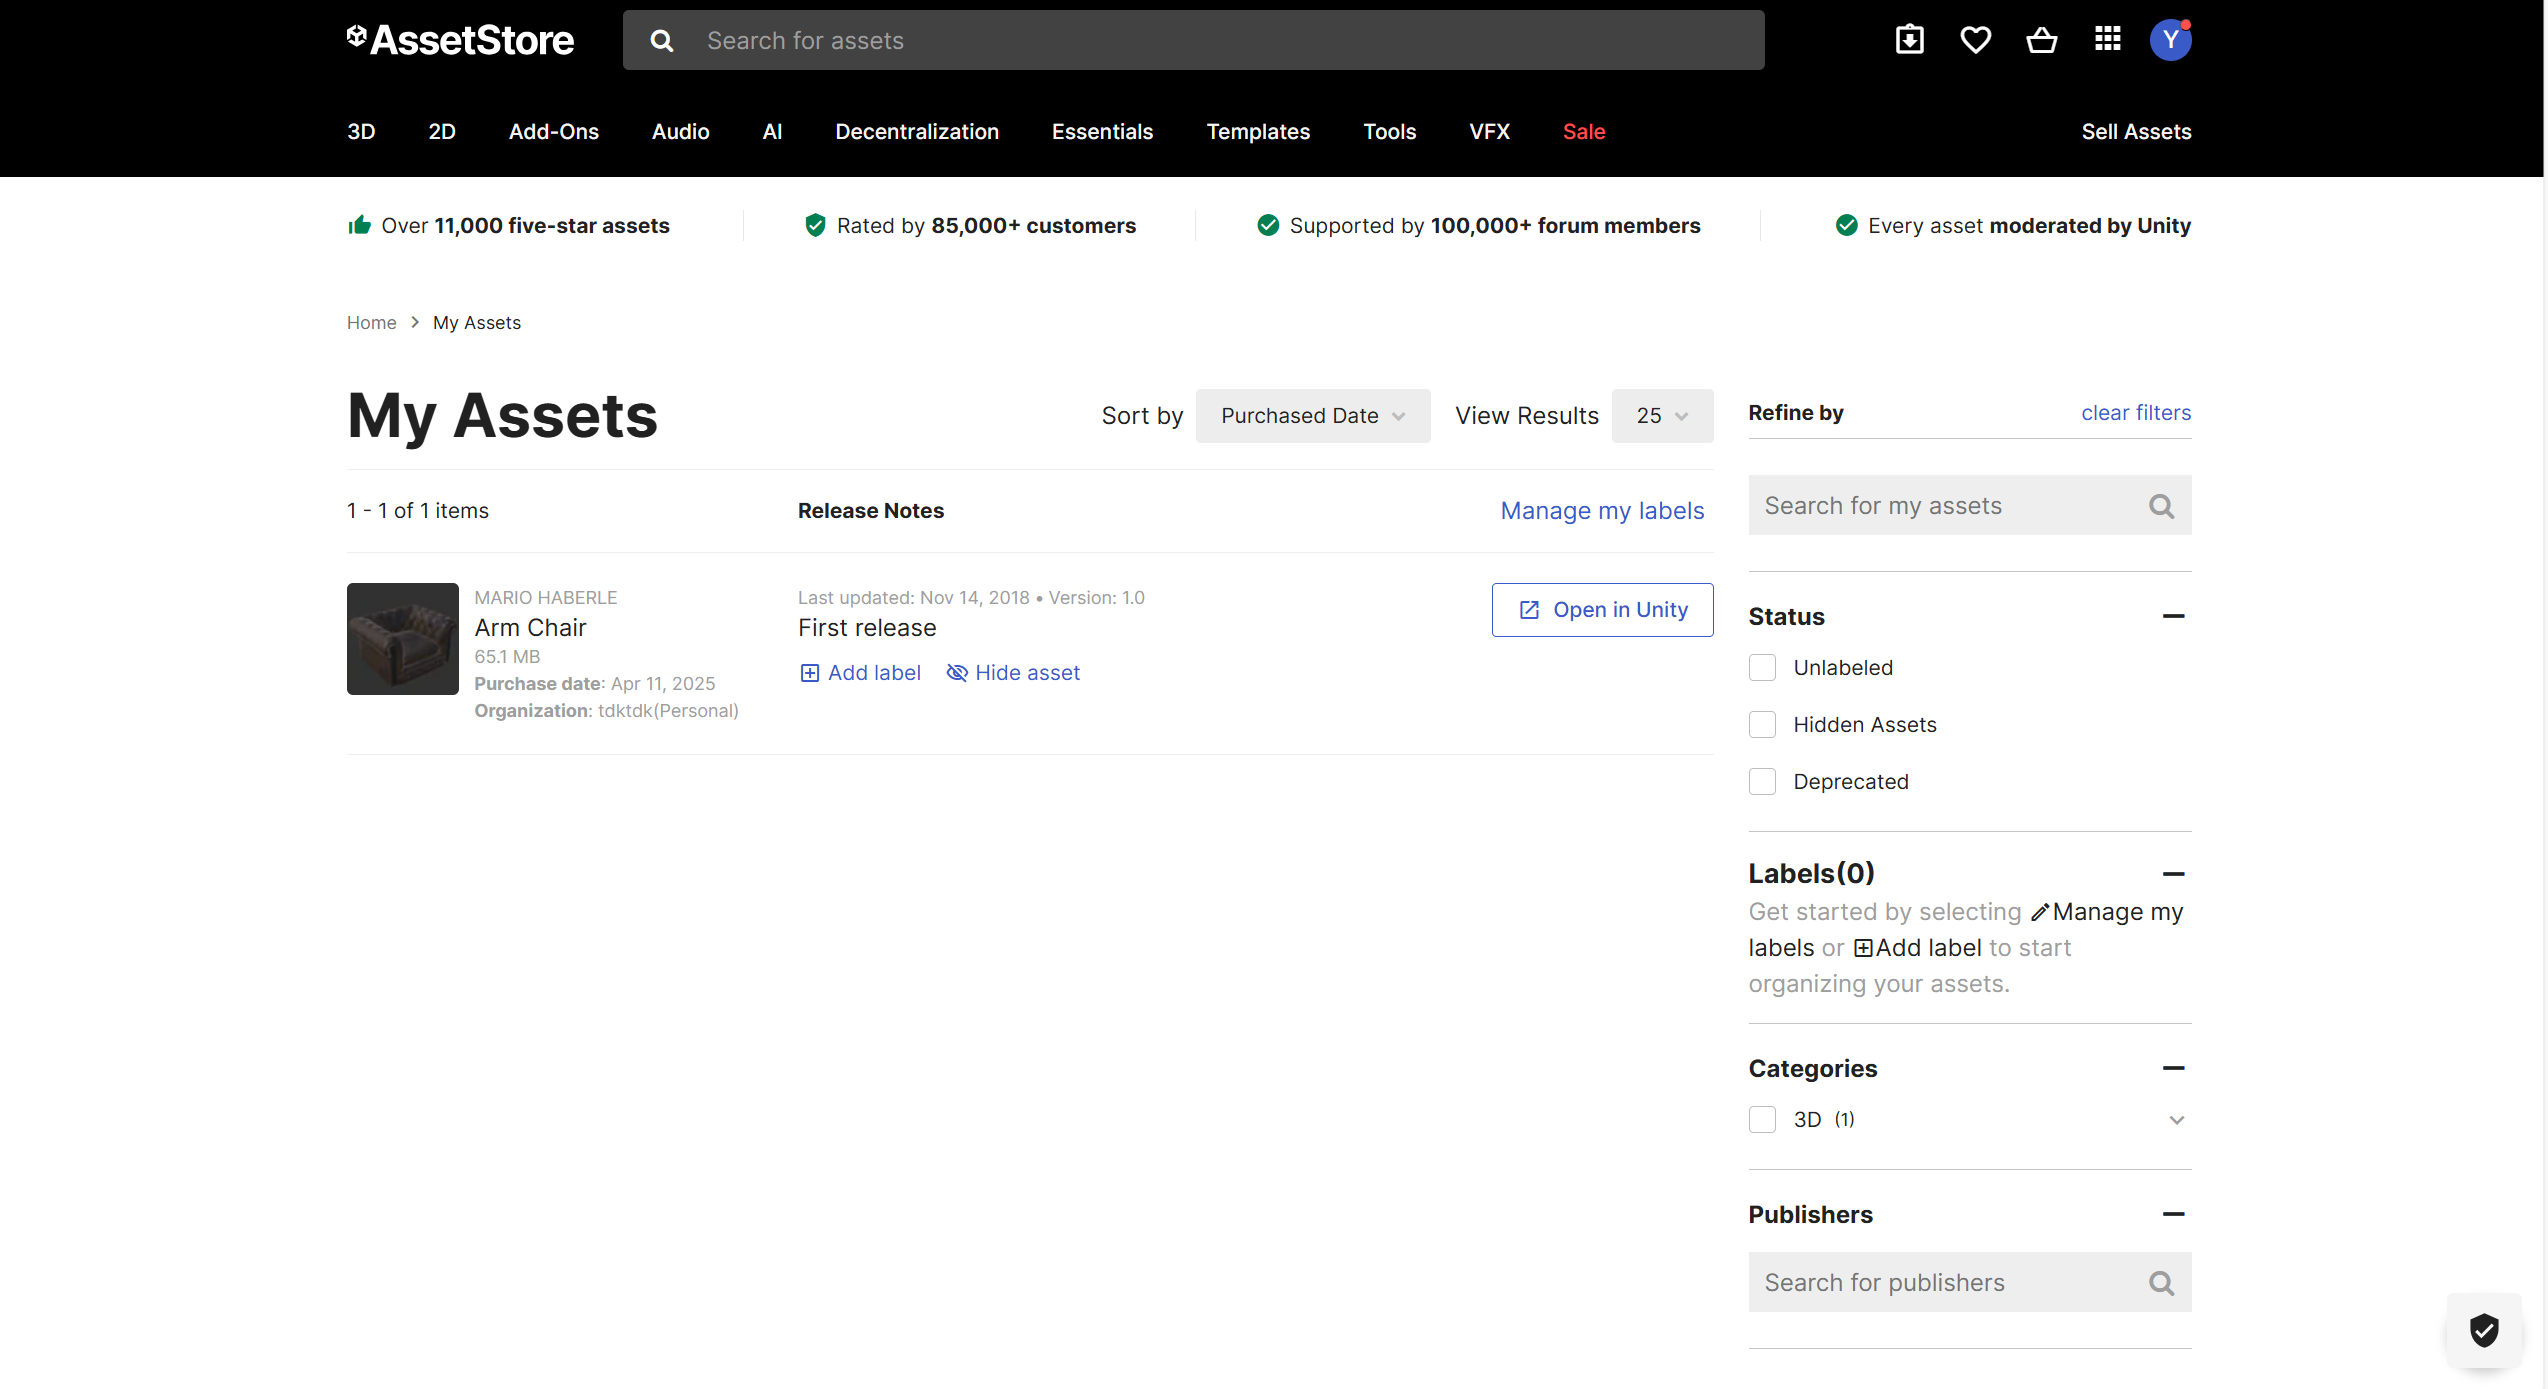 AssetStore
Search for assets
Y
3D 2D Add-Ons Audio AI Decentralization Essentials Templates Tools VFX Sale Sell Assets
Over 11,000 five-star assets
Rated by 85,000+ customers
Supported by 100,000+ forum members
Every asset moderated by Unity
Home > My Assets
My Assets
Sort by Purchased Date View Results 25
1 - 1 of 1 items Release Notes Manage my labels
MARIO HABERLE
Arm Chair
65.1 MB
Purchase date: Apr 11, 2025
Organization: tdktdk(Personal)
Last updated: Nov 14, 2018 • Version: 1.0
First release
Add label Hide asset
Open in Unity
Refine by clear filters
Search for my assets
Status
Unlabeled
Hidden Assets
Deprecated
Labels(0)
Get started by selecting Manage my
labels or Add label to start
organizing your assets.
Categories
3D (1)
Publishers
Search for publishers